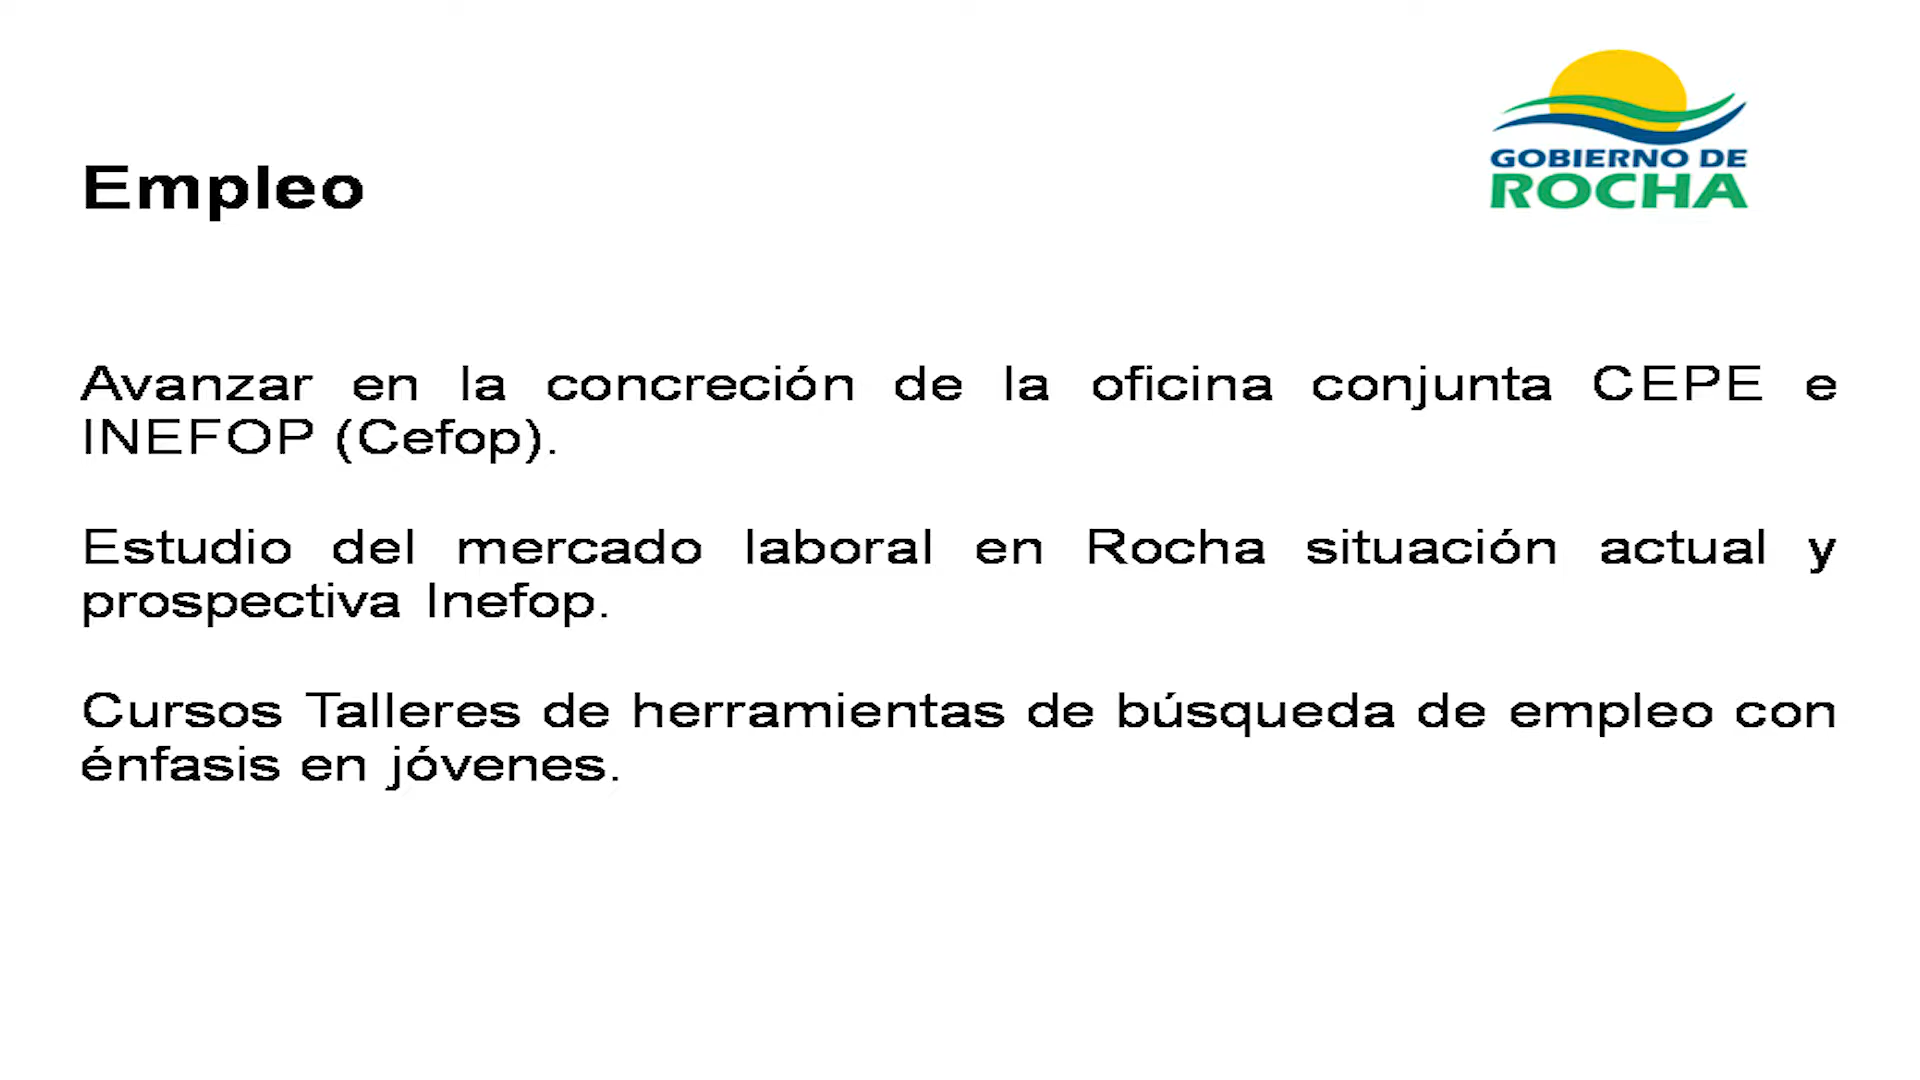 GOBIERNO DE
ROCHA
Empleo
Avanzar en la concreción de la oficina conjunta CEPE e
INEFOP (Cefop).
Estudio del mercado laboral en Rocha situación actual y
prospectiva Inefop.
Cursos Talleres de herramientas de búsqueda de empleo con
énfasis en jóvenes.